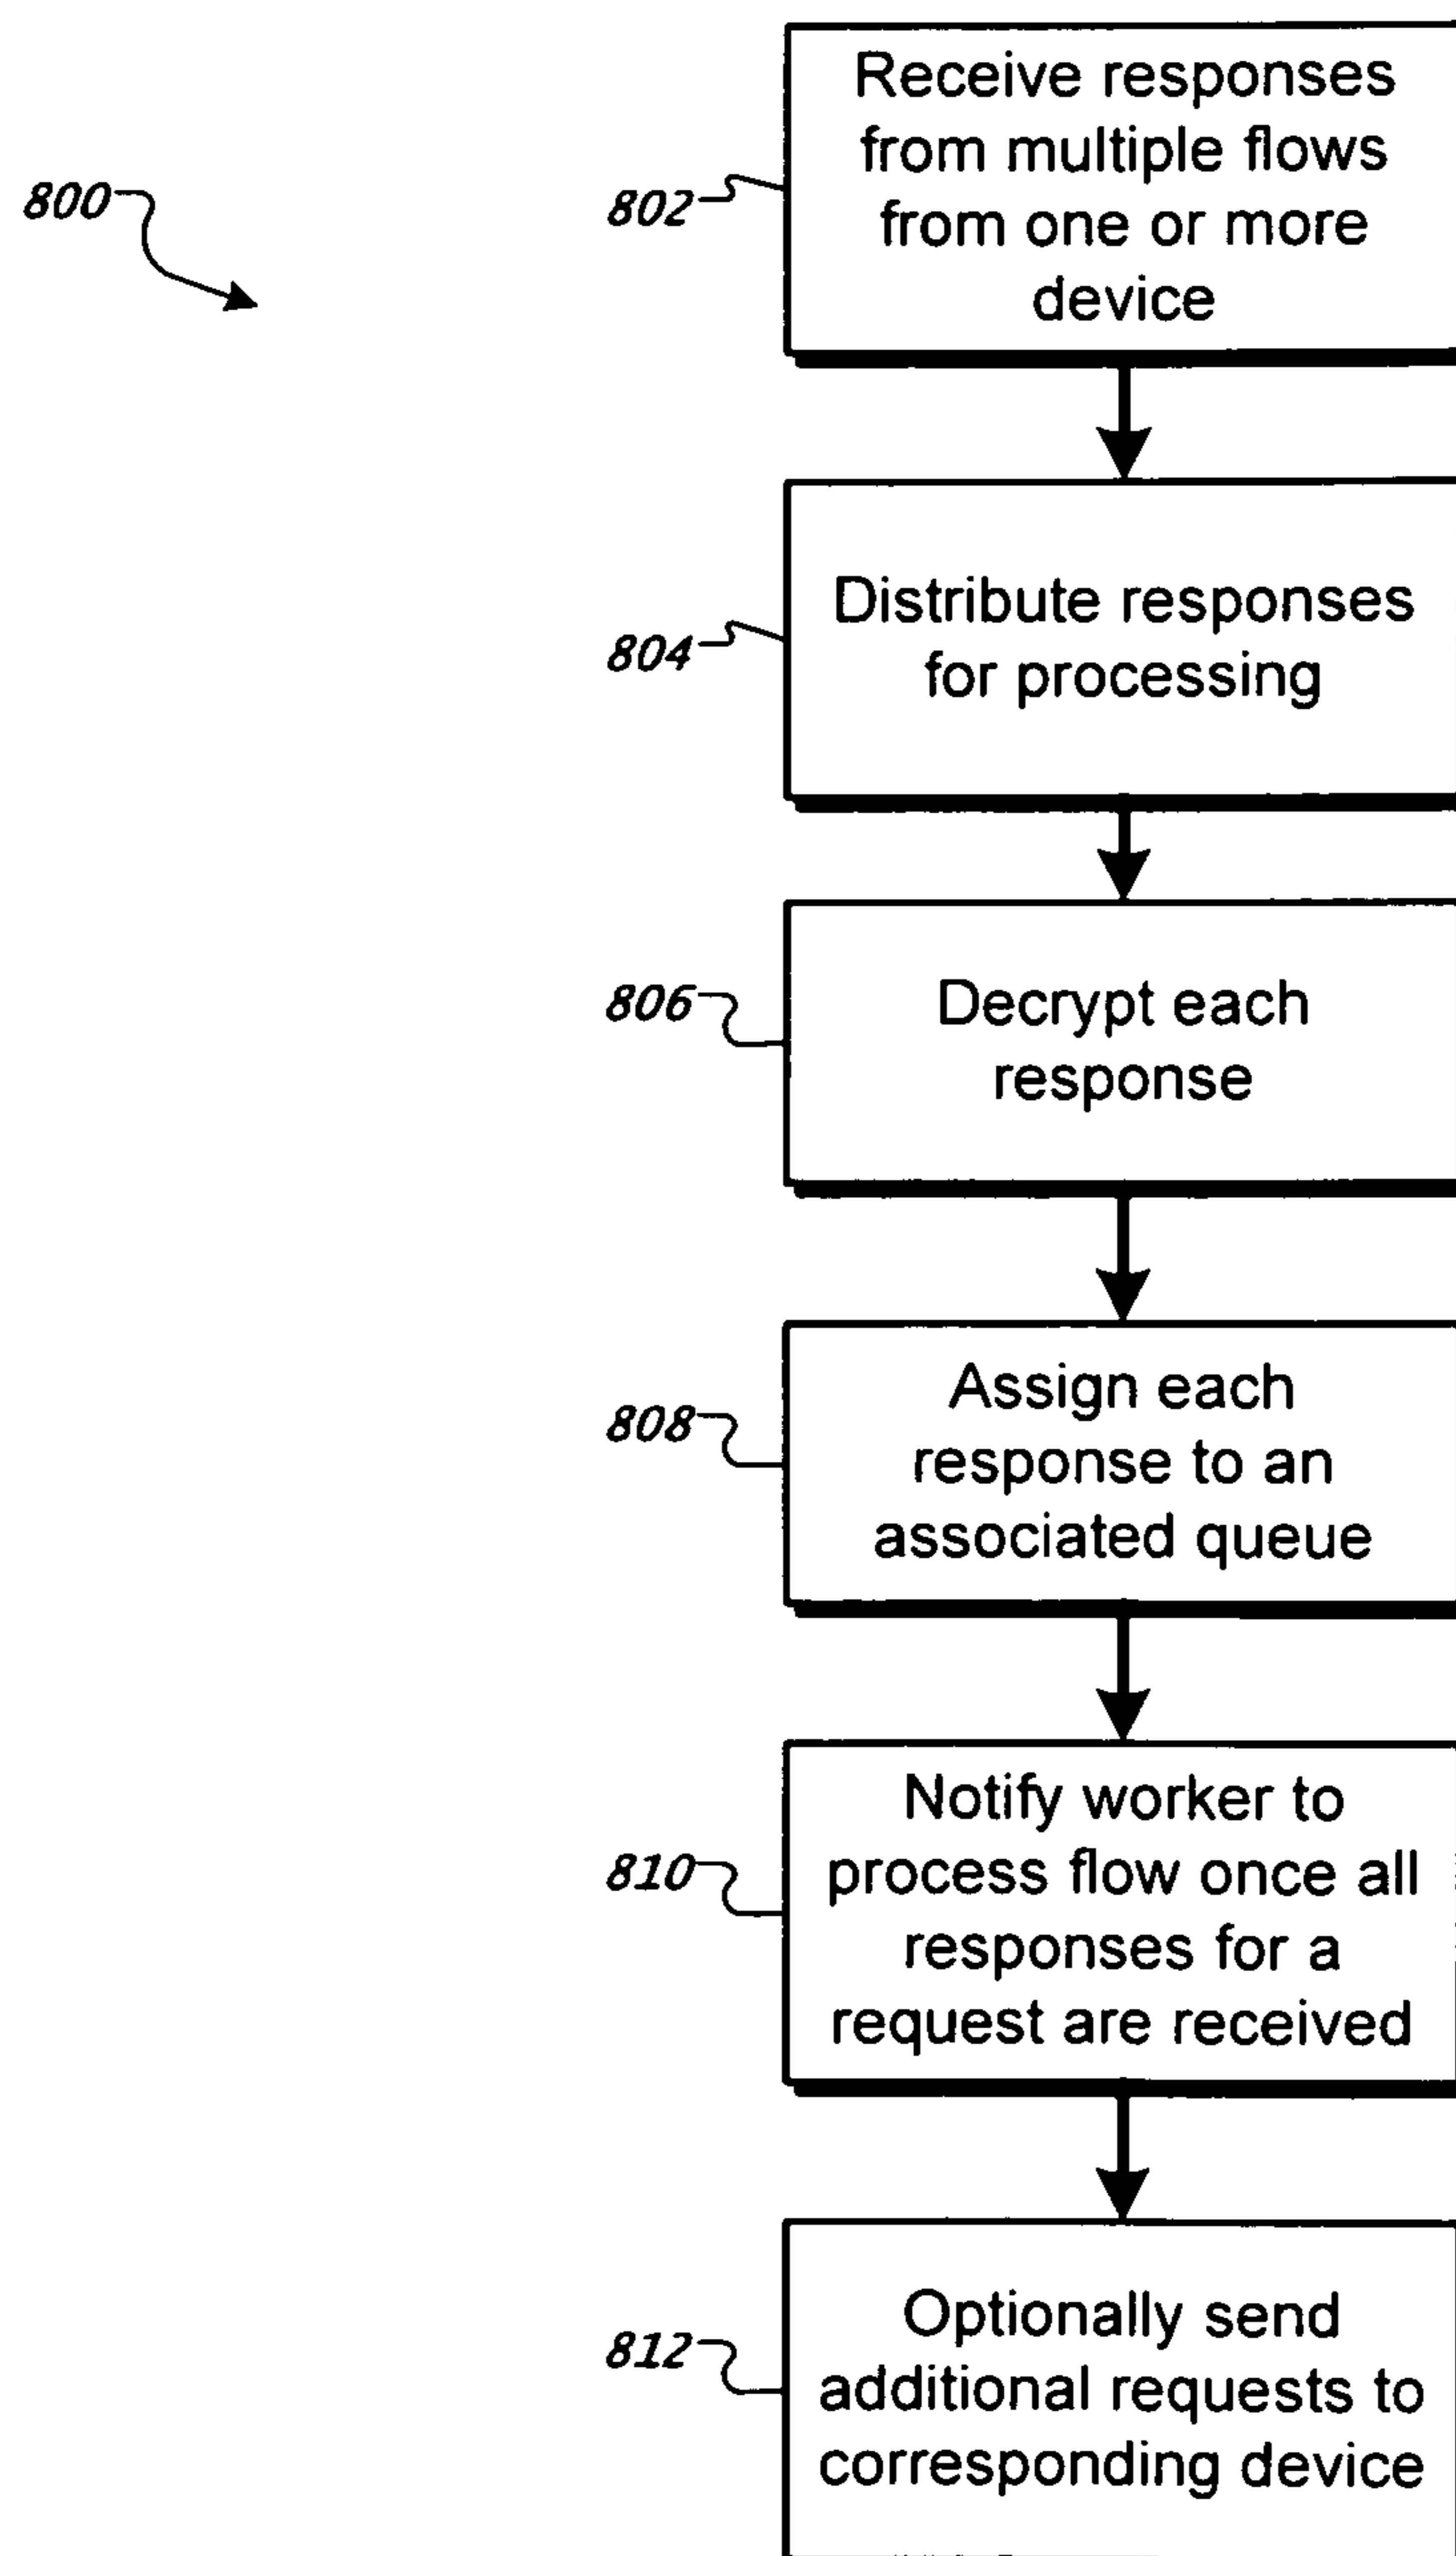 800
802
Receive responses
from multiple flows
from one or more
device
804
Distribute responses
for processing
806
Decrypt each
response
808
Assign each
response to an
associated queue
810
Notify worker to
process flow once all
responses for a
request are received
812
Optionally send
additional requests to
corresponding device